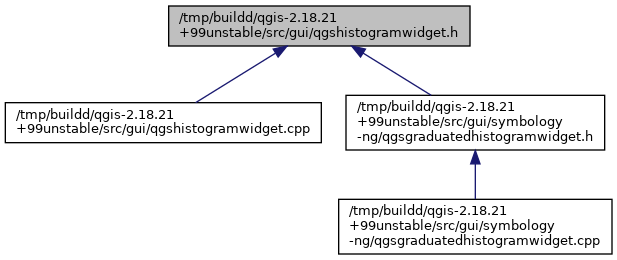 /tmp/buildd/qgis-2.18.21
+99unstable/src/gui/qgshistogramwidget.h
/tmp/buildd/qgis-2.18.21
+99unstable/src/gui/qgshistogramwidget.cpp
/tmp/buildd/qgis-2.18.21
+99unstable/src/gui/symbology
-ng/qgsgraduatedhistogramwidget.h
/tmp/buildd/qgis-2.18.21
+99unstable/src/gui/symbology
-ng/qgsgraduatedhistogramwidget.cpp